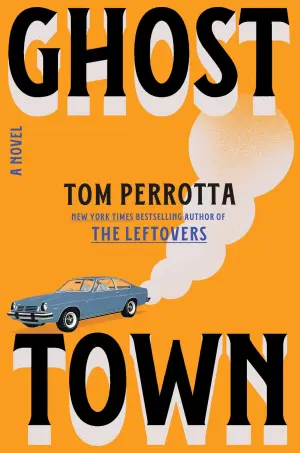 GHOST
A NOVEL
TOM PERROTTA
NEW YORK TIMES BESTSELLING AUTHOR OF
THE LEFTOVERS
TOWN